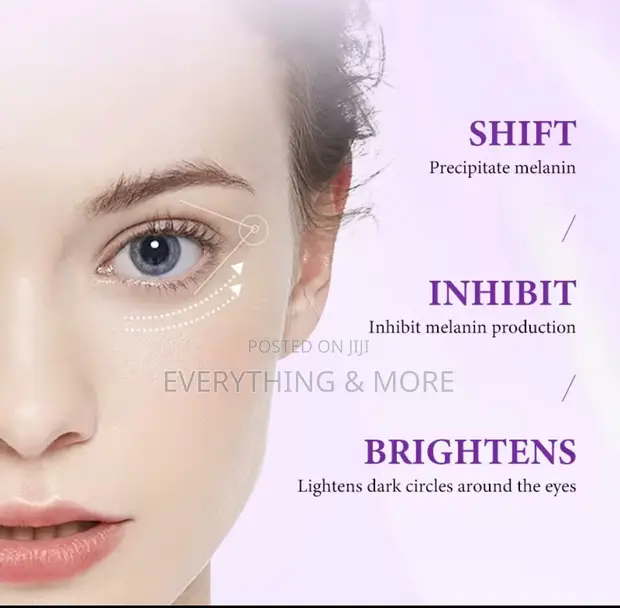 SHIFT
Precipitate melanin
INHIBIT
Inhibit melanin production
POSTED ON JIJI
EVERYTHING & MORE
BRIGHTENS
Lightens dark circles around the eyes